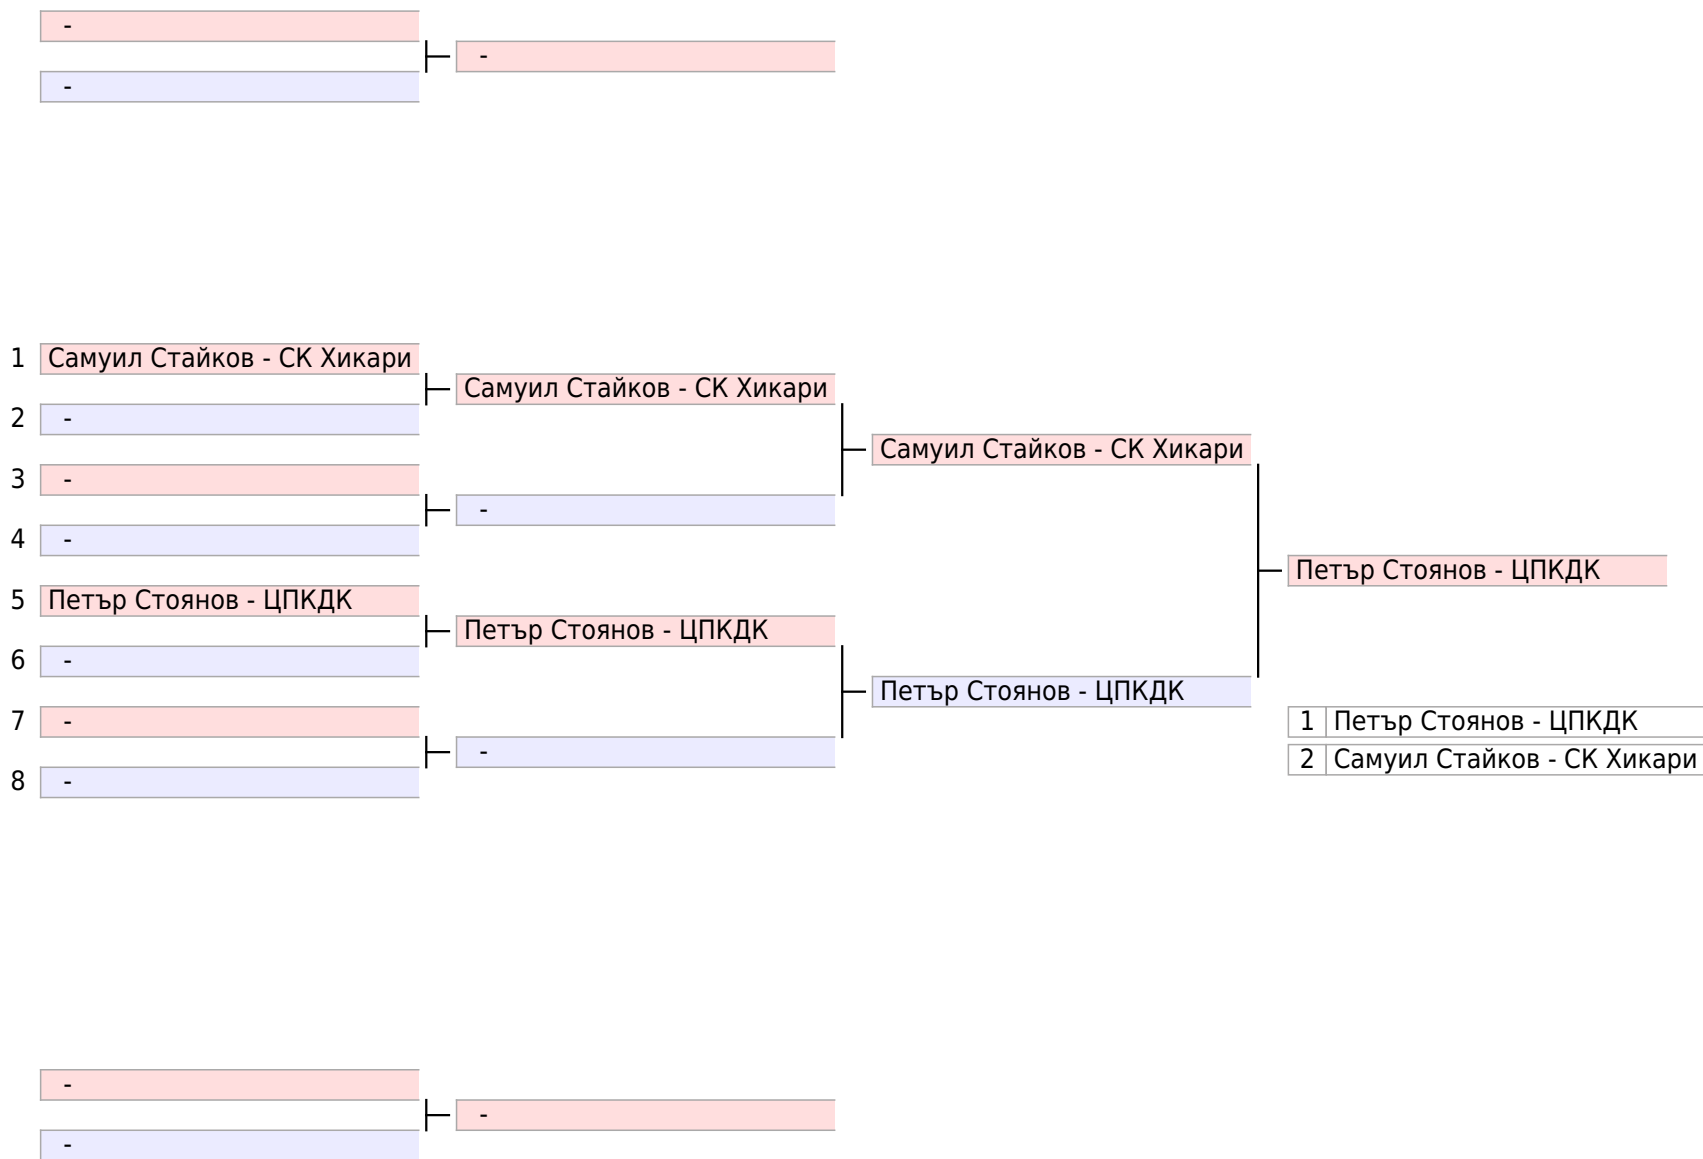 -
-
-
1 Самуил Стайков - СК Хикари
Самуил Стайков - СК Хикари
2 -
Самуил Стайков - СК Хикари
3 -
-
4 -
Петър Стоянов - ЦПКДК
5 Петър Стоянов - ЦПКДК
Петър Стоянов - ЦПКДК
6 -
Петър Стоянов - ЦПКДК
7 -
1 Петър Стоянов - ЦПКДК
-
2 Самуил Стайков - СК Хикари
8 -
-
-
-